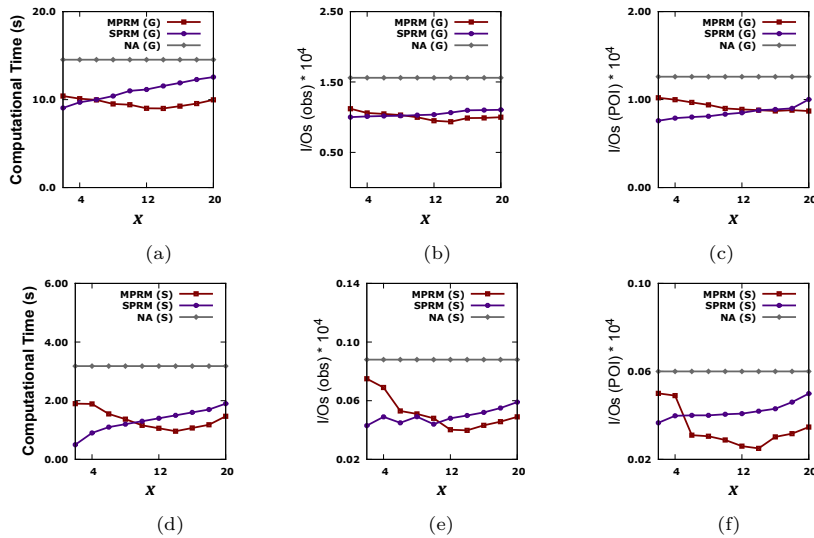 Computational Time (s)
20.0
10.0
0.0
MPRM (G)
SPRM (G)
NA (G)
4
12
20
X
(a)
I/Os (obs) * 10^4
2.50
1.50
0.50
MPRM (G)
SPRM (G)
NA (G)
4
12
20
X
(b)
I/Os (POI) * 10^4
2.00
1.00
0.00
MPRM (G)
SPRM (G)
NA (G)
4
12
20
X
(c)
Computational Time (s)
6.00
4.00
2.00
0.00
MPRM (S)
SPRM (S)
NA (S)
4
12
20
X
(d)
I/Os (obs) * 10^4
0.14
0.10
0.06
0.02
MPRM (S)
SPRM (S)
NA (S)
4
12
20
X
(e)
I/Os (POI) * 10^4
0.10
0.06
0.02
MPRM (S)
SPRM (S)
NA (S)
4
12
20
X
(f)